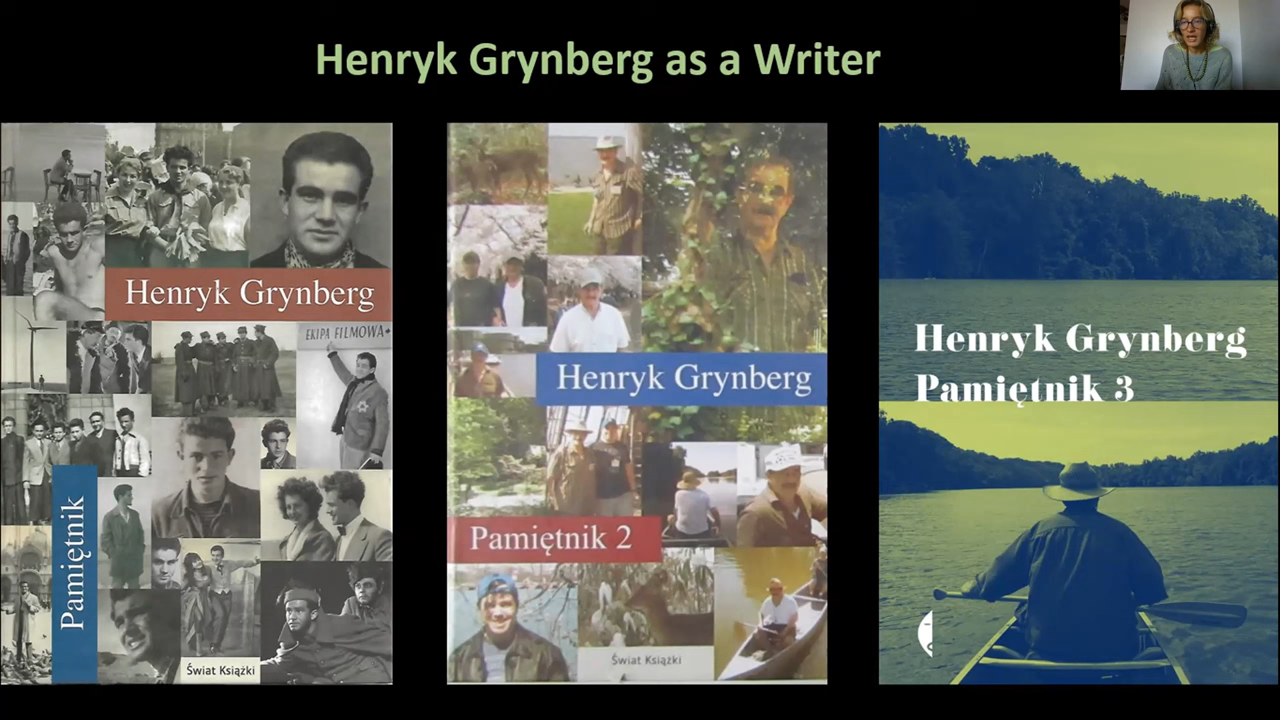 Henryk Grynberg as a Writer
Henryk Grynberg
EKIPA FILMOWA
Pamiętnik
Świat Książki
Henryk Grynberg
Pamiętnik 2
Świat Książki
Henryk Grynberg
Pamiętnik 3